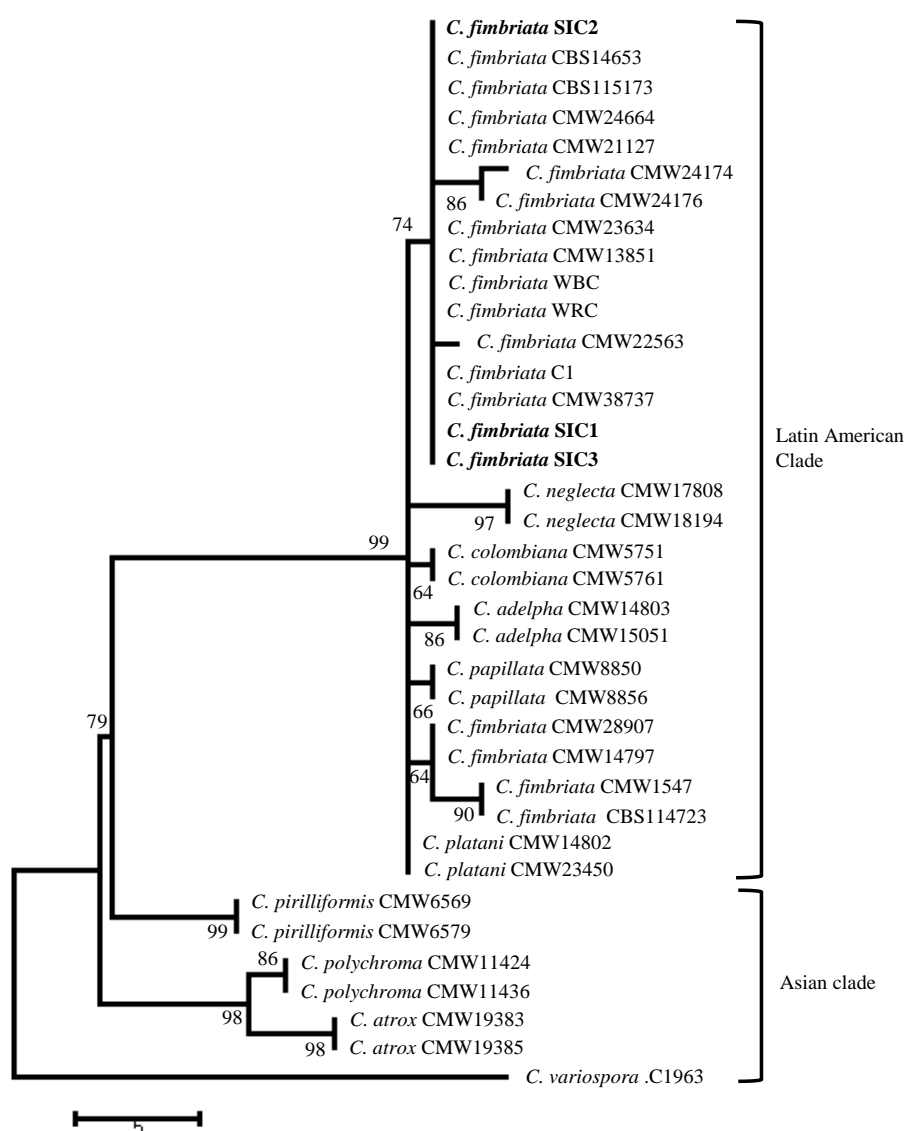 C. fimbriata SIC2
C. fimbriata CBS14653
C. fimbriata CBS115173
C. fimbriata CMW24664
C. fimbriata CMW21127
C. fimbriata CMW24174
86
C. fimbriata CMW24176
74
C. fimbriata CMW23634
C. fimbriata CMW13851
C. fimbriata WBC
C. fimbriata WRC
C. fimbriata CMW22563
C. fimbriata C1
C. fimbriata CMW38737
C. fimbriata SIC1
C. fimbriata SIC3
Latin American
Clade
C. neglecta CMW17808
97
C. neglecta CMW18194
99
C. colombiana CMW5751
C. colombiana CMW5761
64
C. adelpha CMW14803
86
C. adelpha CMW15051
C. papillata CMW8850
C. papillata CMW8856
66
79
C. fimbriata CMW28907
C. fimbriata CMW14797
64
C. fimbriata CMW1547
90
C. fimbriata CBS114723
C. platani CMW14802
C. platani CMW23450
C. pirilliformis CMW6569
99
C. pirilliformis CMW6579
86
C. polychroma CMW11424
C. polychroma CMW11436
98
C. atrox CMW19383
98
C. atrox CMW19385
Asian clade
C. variospora .C1963
5